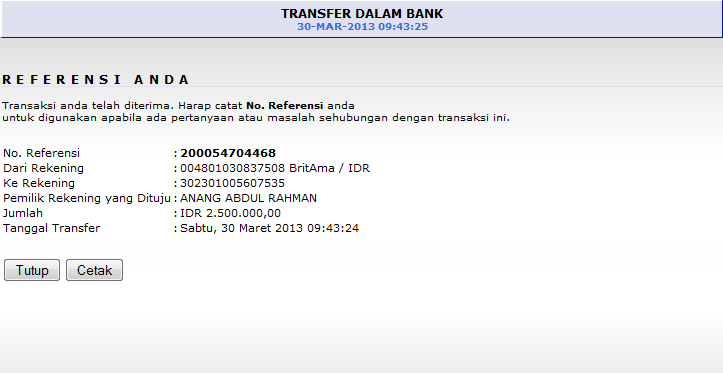 TRANSFER DALAM BANK
30-MAR-2013 09:43:25
REFERENSI ANDA
Transaksi anda telah diterima. Harap catat No. Referensi anda
untuk digunakan apabila ada pertanyaan atau masalah sehubungan dengan transaksi ini.
No. Referensi : 200054704468
Dari Rekening : 004801030837508 BritAma / IDR
Ke Rekening : 302301005607535
Pemilik Rekening yang Dituju : ANANG ABDUL RAHMAN
Jumlah : IDR 2.500.000,00
Tanggal Transfer : Sabtu, 30 Maret 2013 09:43:24
Tutup Cetak